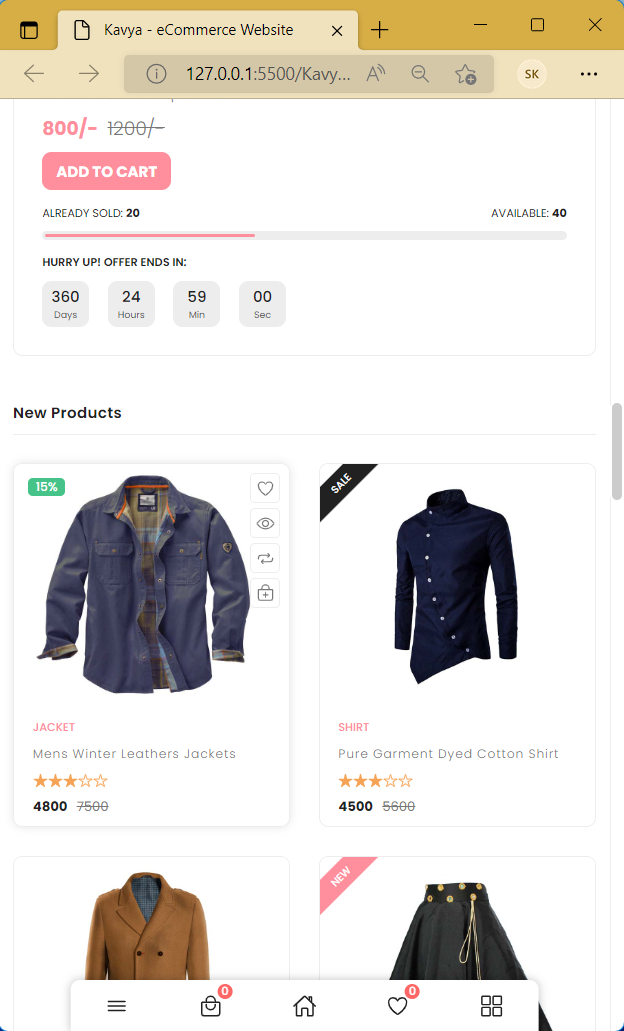 Kavya - eCommerce Website
127.0.0.1:5500/Kavy...
A
SK
800/- 1200/-
ADD TO CART
ALREADY SOLD: 20 AVAILABLE: 40
HURRY UP! OFFER ENDS IN:
360 24 59 00
Days Hours Min Sec
New Products
15%
SALE
JACKET
Mens Winter Leathers Jackets
4800 7500
SHIRT
Pure Garment Dyed Cotton Shirt
4500 5600
NEW
0 0